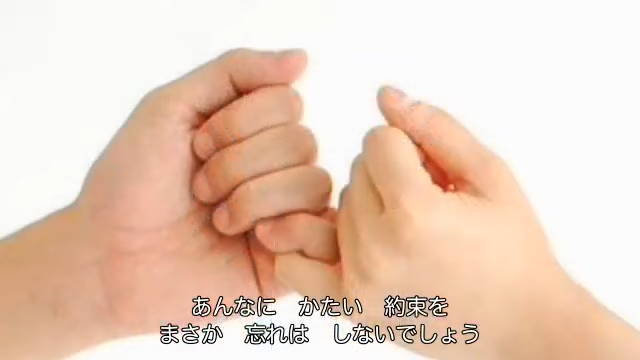 あんなに　かたい　約束を
まさか　忘れは　しないでしょう